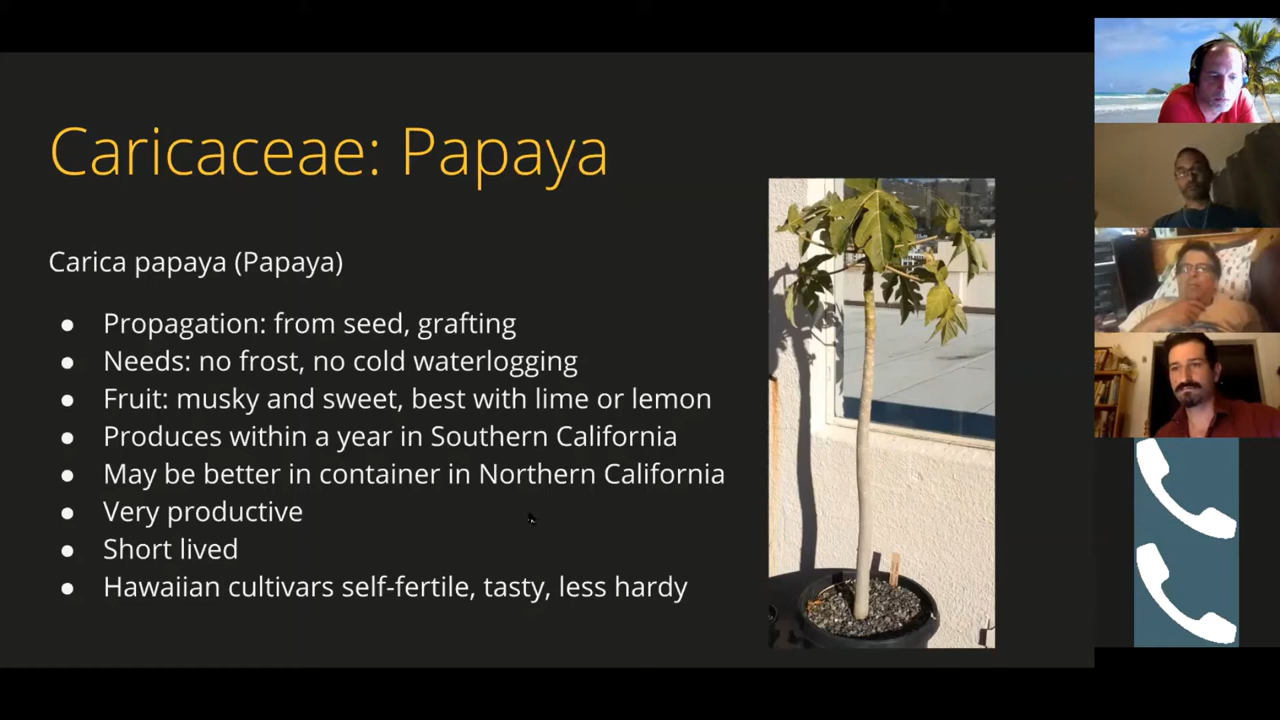 Caricaceae: Papaya
Carica papaya (Papaya)
● Propagation: from seed, grafting
● Needs: no frost, no cold waterlogging
● Fruit: musky and sweet, best with lime or lemon
● Produces within a year in Southern California
● May be better in container in Northern California
● Very productive
● Short lived
● Hawaiian cultivars self-fertile, tasty, less hardy